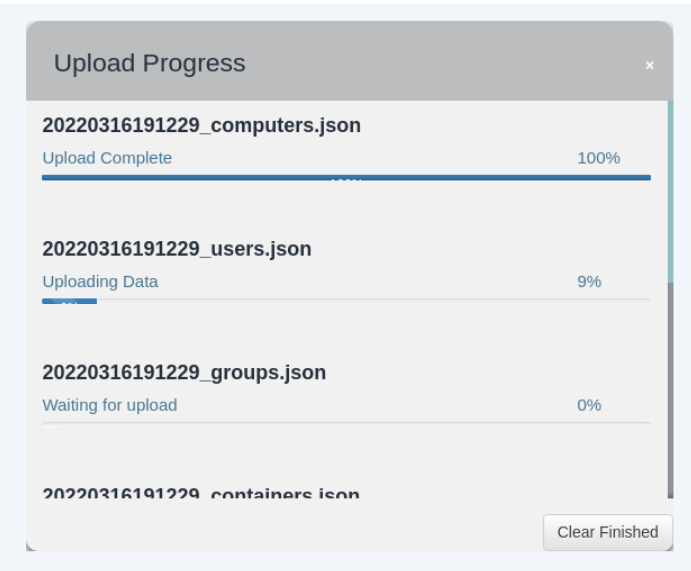 Upload Progress
×
20220316191229_computers.json
Upload Complete 100%
20220316191229_users.json
Uploading Data 9%
20220316191229_groups.json
Waiting for upload 0%
20220316191229_containers.json
Clear Finished